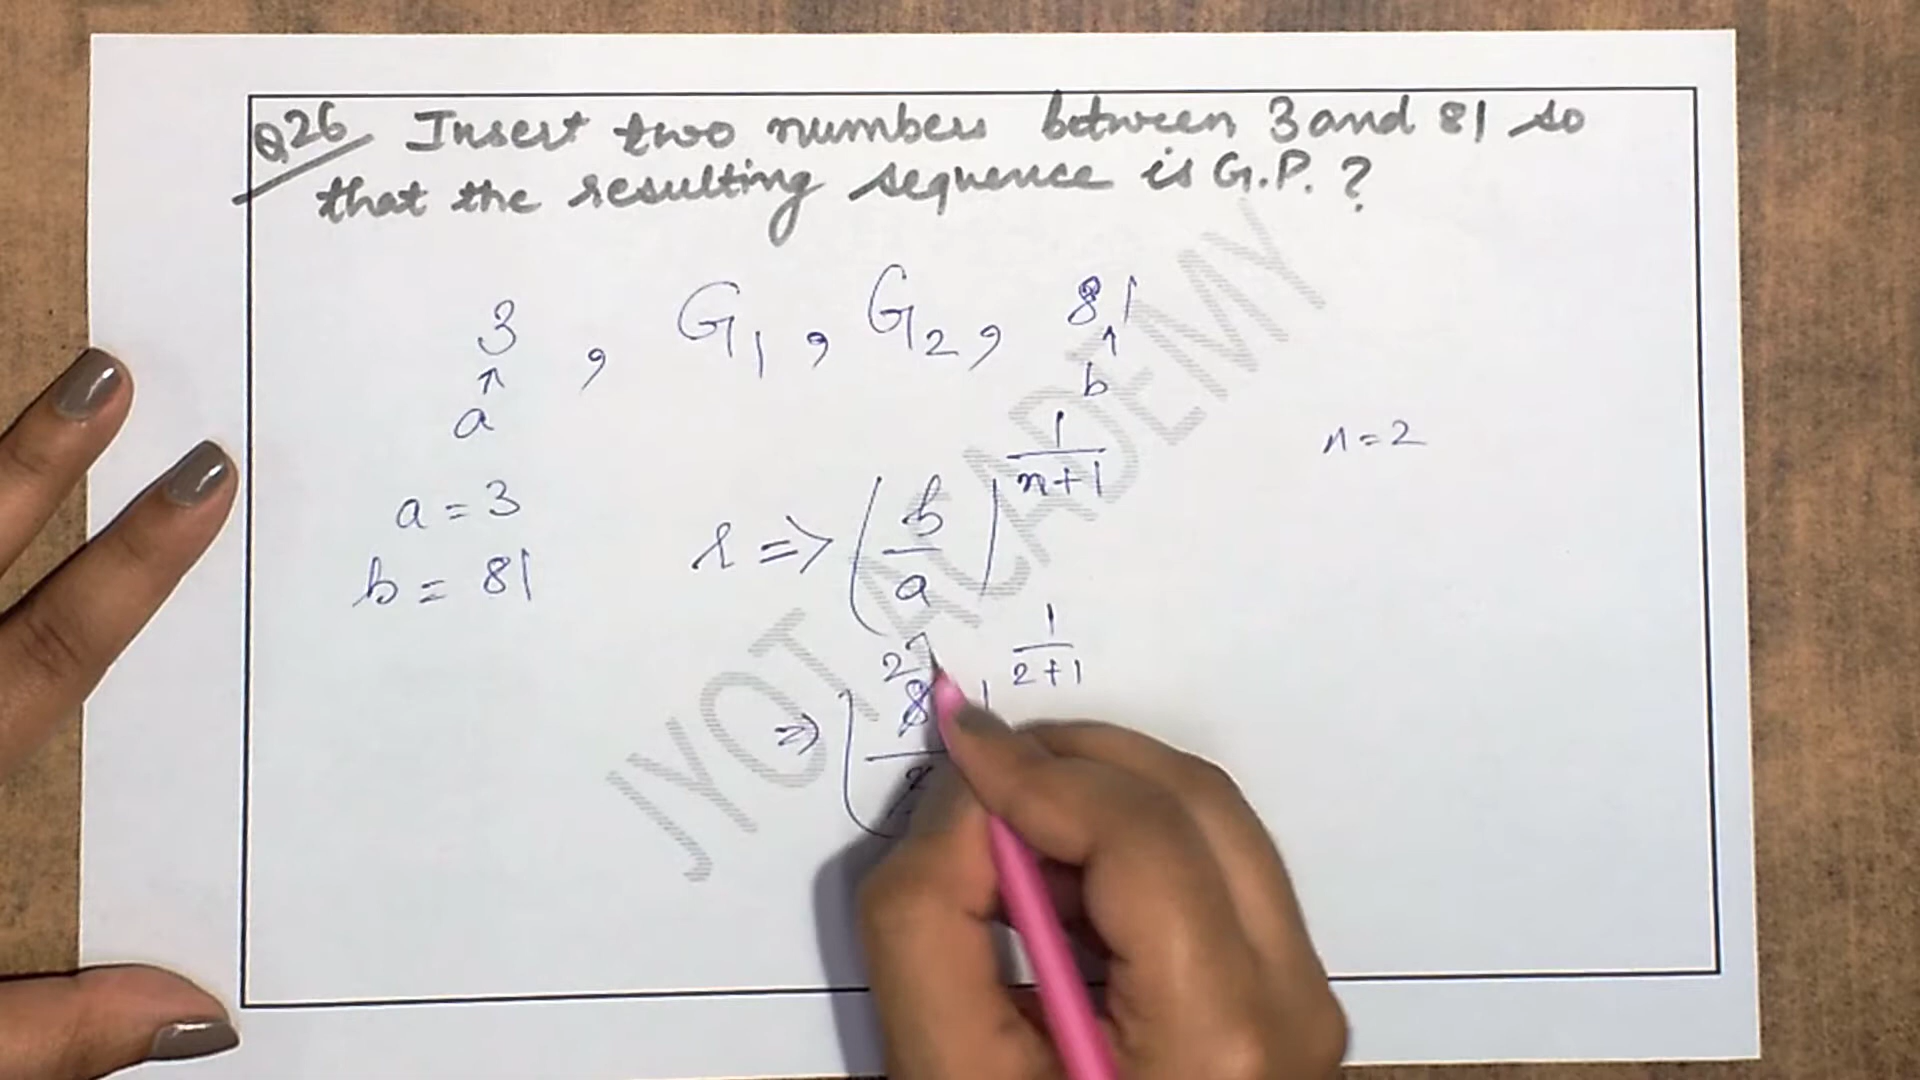 Q26 Insert two numbers between 3 and 81 so
that the resulting sequence is G.P. ?
3 , G1 , G2 , 81
↑ ↑
a b
n = 2
a = 3
b = 81
r => (b/a)^(1/(n+1))
27
=> (81/3)^(1/(2+1))
JYOTI ACADEMY